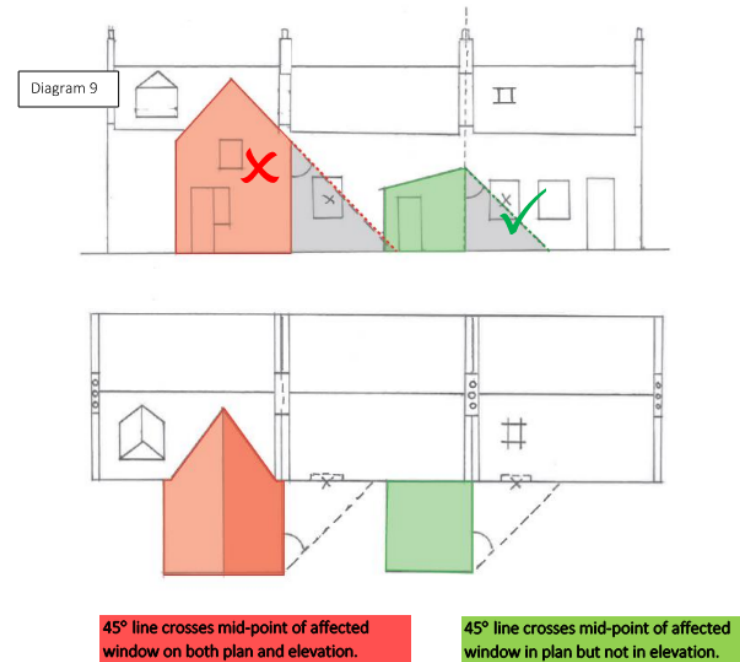 Diagram 9
45° line crosses mid-point of affected
window on both plan and elevation.
45° line crosses mid-point of affected
window in plan but not in elevation.